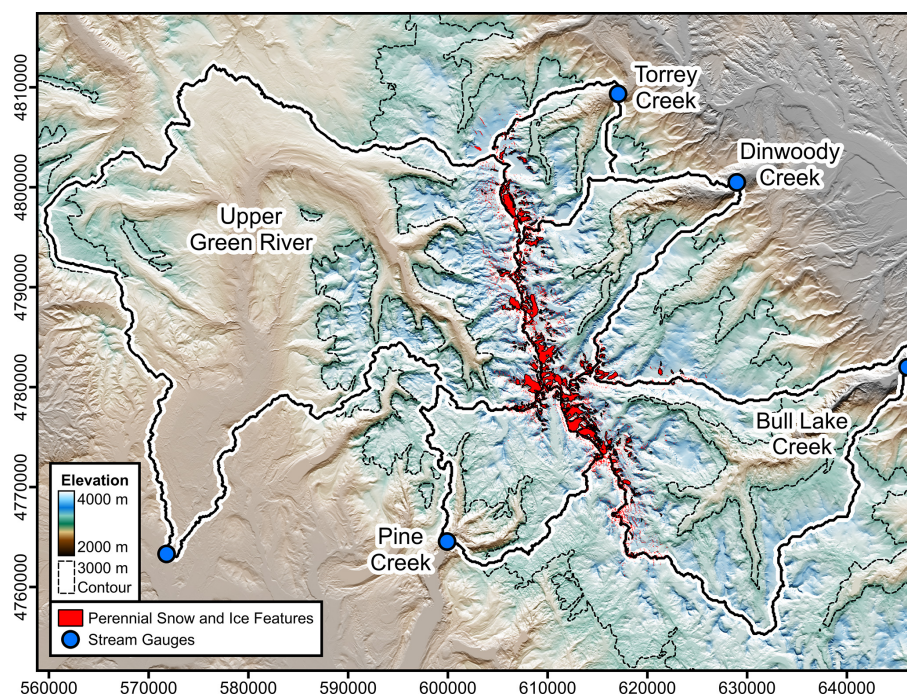 Torrey
Creek
Dinwoody
Creek
Upper
Green River
Bull Lake
Creek
Pine
Creek
4810000
4800000
4790000
4780000
4770000
4760000
Elevation
4000 m
2000 m
3000 m
Contour
Perennial Snow and Ice Features
Stream Gauges
560000
570000
580000
590000
600000
610000
620000
630000
640000